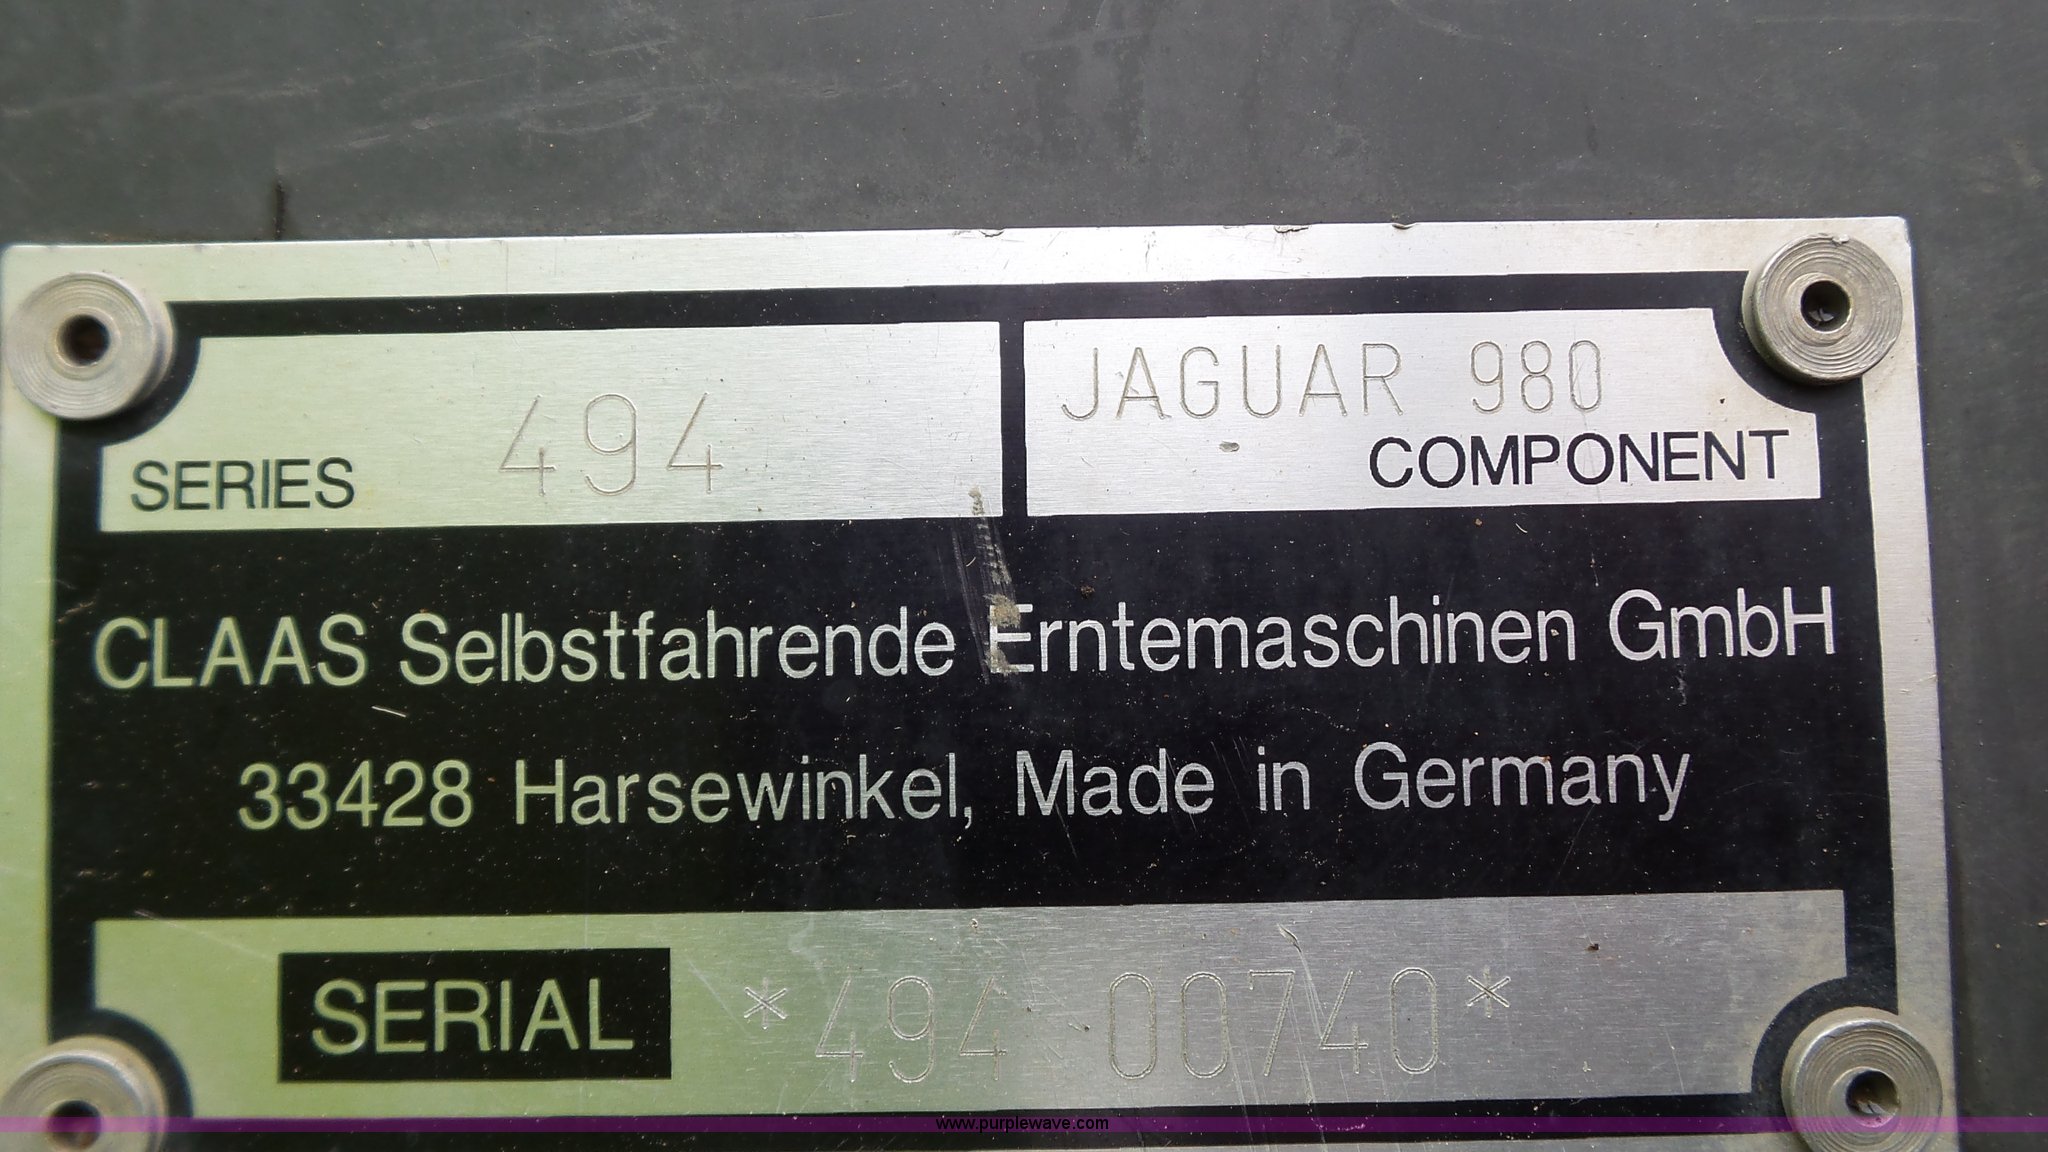 494 JAGUAR 980
SERIES COMPONENT
CLAAS Selbstfahrende Erntemaschinen GmbH
33428 Harsewinkel, Made in Germany
SERIAL *494 00740*
www.purplewave.com